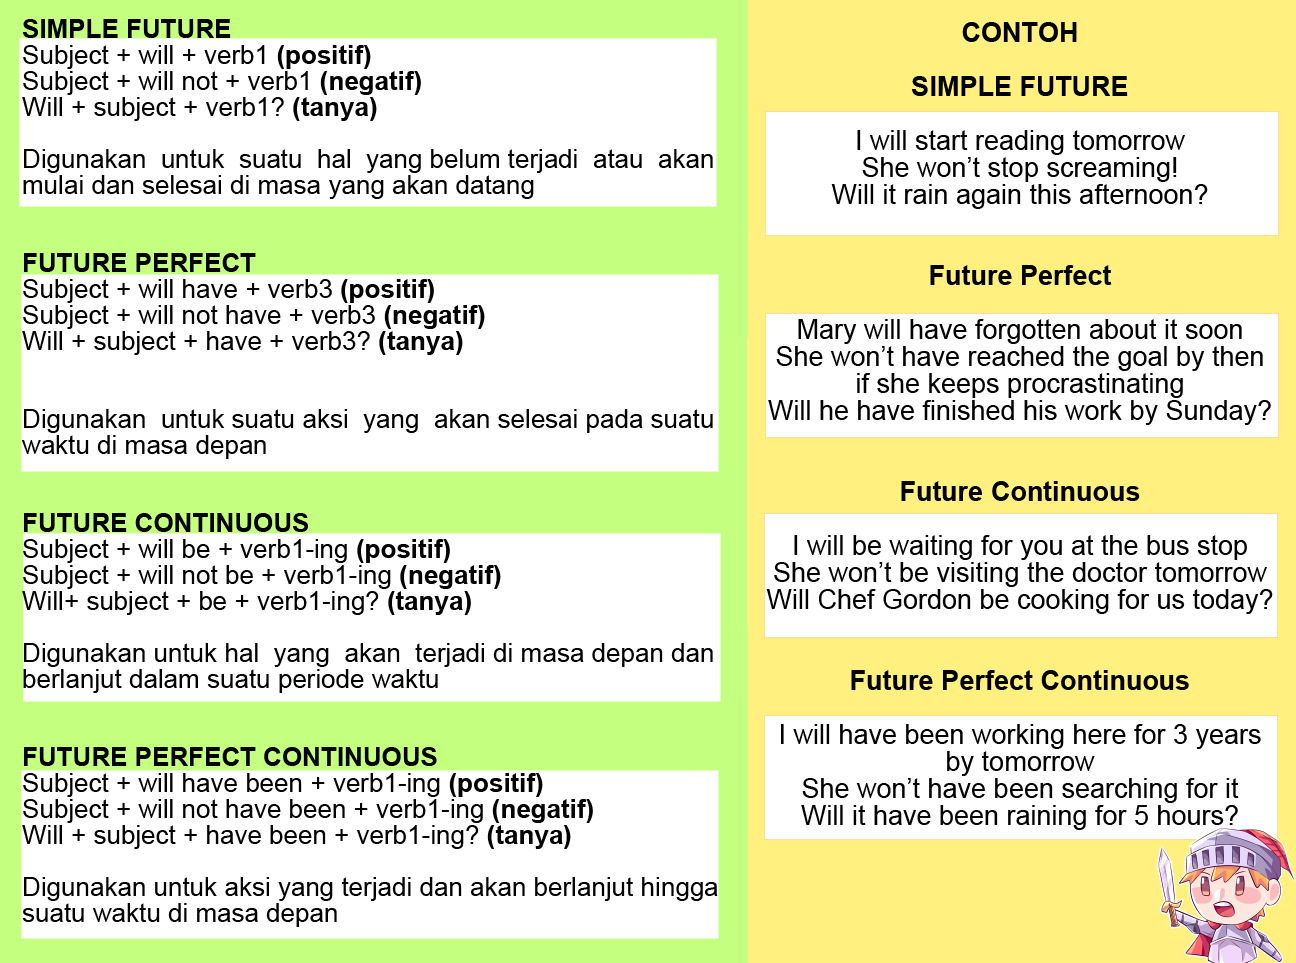 SIMPLE FUTURE
Subject + will + verb1 (positif)
Subject + will not + verb1 (negatif)
Will + subject + verb1? (tanya)
Digunakan untuk suatu hal yang belum terjadi atau akan
mulai dan selesai di masa yang akan datang
FUTURE PERFECT
Subject + will have + verb3 (positif)
Subject + will not have + verb3 (negatif)
Will + subject + have + verb3? (tanya)
Digunakan untuk suatu aksi yang akan selesai pada suatu
waktu di masa depan
FUTURE CONTINUOUS
Subject + will be + verb1-ing (positif)
Subject + will not be + verb1-ing (negatif)
Will+ subject + be + verb1-ing? (tanya)
Digunakan untuk hal yang akan terjadi di masa depan dan
berlanjut dalam suatu periode waktu
FUTURE PERFECT CONTINUOUS
Subject + will have been + verb1-ing (positif)
Subject + will not have been + verb1-ing (negatif)
Will + subject + have been + verb1-ing? (tanya)
Digunakan untuk aksi yang terjadi dan akan berlanjut hingga
suatu waktu di masa depan
CONTOH
SIMPLE FUTURE
I will start reading tomorrow
She won’t stop screaming!
Will it rain again this afternoon?
Future Perfect
Mary will have forgotten about it soon
She won’t have reached the goal by then
if she keeps procrastinating
Will he have finished his work by Sunday?
Future Continuous
I will be waiting for you at the bus stop
She won’t be visiting the doctor tomorrow
Will Chef Gordon be cooking for us today?
Future Perfect Continuous
I will have been working here for 3 years
by tomorrow
She won’t have been searching for it
Will it have been raining for 5 hours?